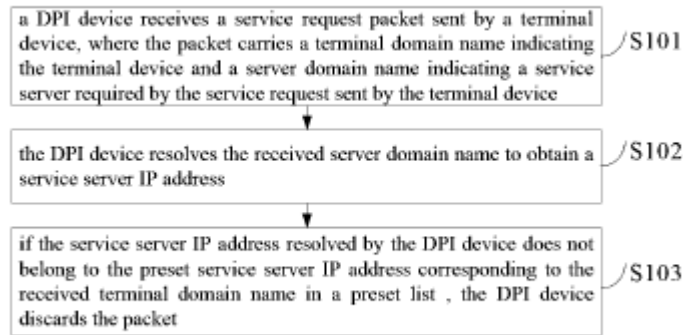 a DPI device receives a service request packet sent by a terminal
device, where the packet carries a terminal domain name indicating
the terminal device and a server domain name indicating a service
server required by the service request sent by the terminal device
S101
the DPI device resolves the received server domain name to obtain a
service server IP address
S102
if the service server IP address resolved by the DPI device does not
belong to the preset service server IP address corresponding to the
received terminal domain name in a preset list , the DPI device
discards the packet
S103